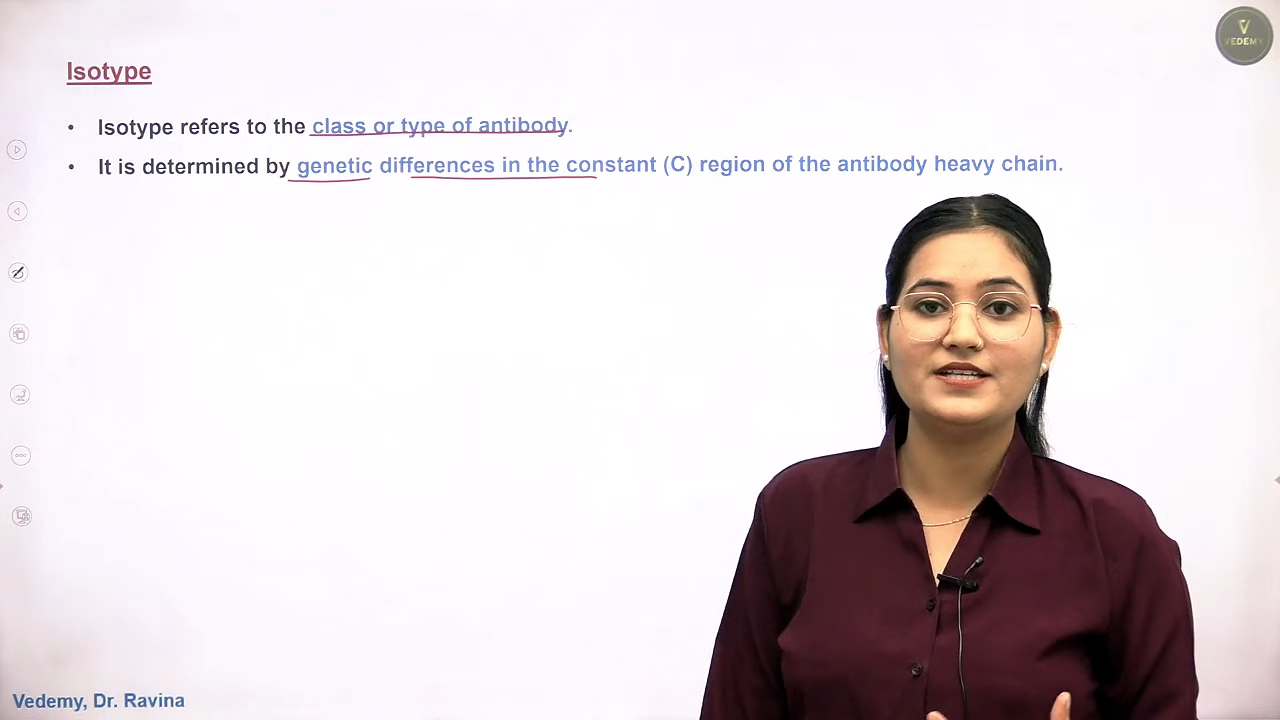 VEDEMY
Isotype
• Isotype refers to the class or type of antibody.
• It is determined by genetic differences in the constant (C) region of the antibody heavy chain.
Vedemy, Dr. Ravina